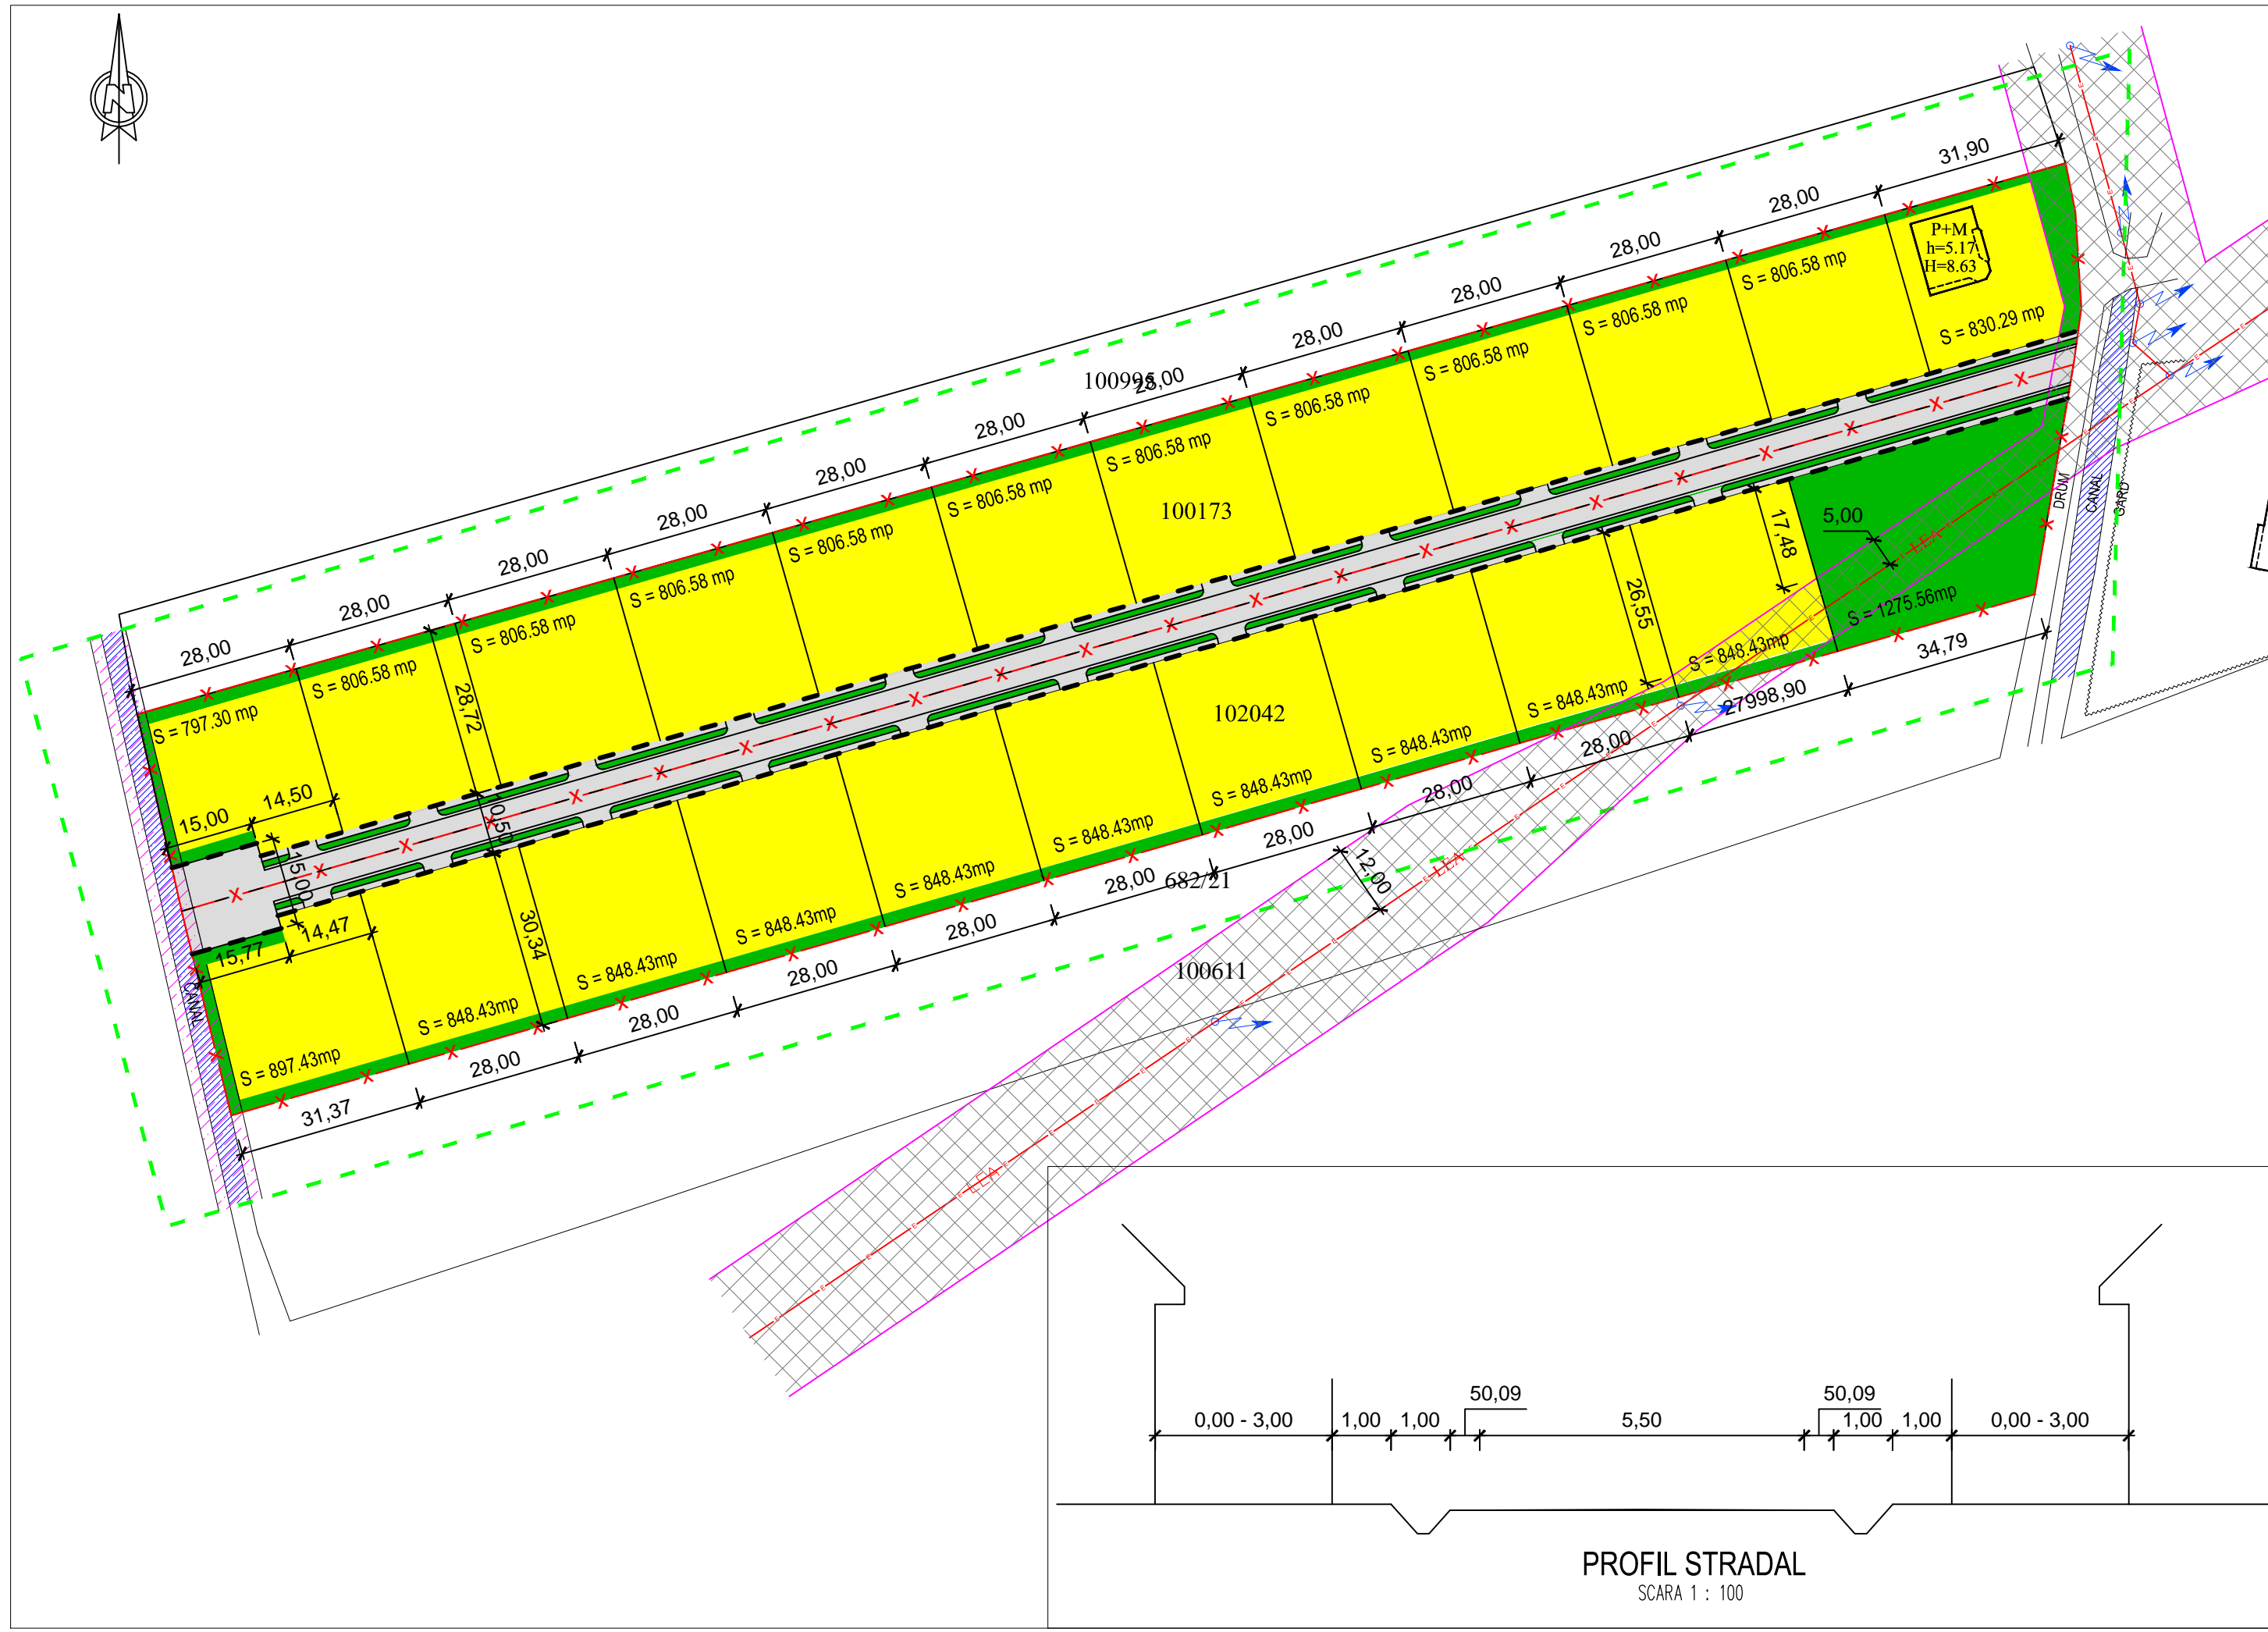 N
31,90
28,00
28,00
28,00
28,00
28,00
28,00
28,00
28,00
28,00
28,00
28,00
P+M
h=5.17
H=8.63
S = 830.29 mp
S = 806.58 mp
S = 806.58 mp
S = 806.58 mp
S = 806.58 mp
S = 806.58 mp
S = 806.58 mp
S = 806.58 mp
S = 806.58 mp
S = 806.58 mp
S = 806.58 mp
S = 797.30 mp
100173
28,72
14,50
15,00
15,00
10,50
14,47
15,77
30,34
26,55
17,48
5,00
102042
LEA
S = 1275.56mp
S = 848.43mp
S = 848.43mp
S = 848.43mp
S = 848.43mp
S = 848.43mp
S = 848.43mp
S = 848.43mp
S = 848.43mp
S = 848.43mp
S = 897.43mp
DRUM
CANAL
GARD
CANAL
34,79
27998,90
28,00
28,00
28,00
28,00
28,00
28,00
28,00
28,00
31,37
682/21
12,00
LEA
100611
LEA
0,00 - 3,00
1,00
1,00
50,09
5,50
50,09
1,00
1,00
0,00 - 3,00
PROFIL STRADAL
SCARA 1 : 100